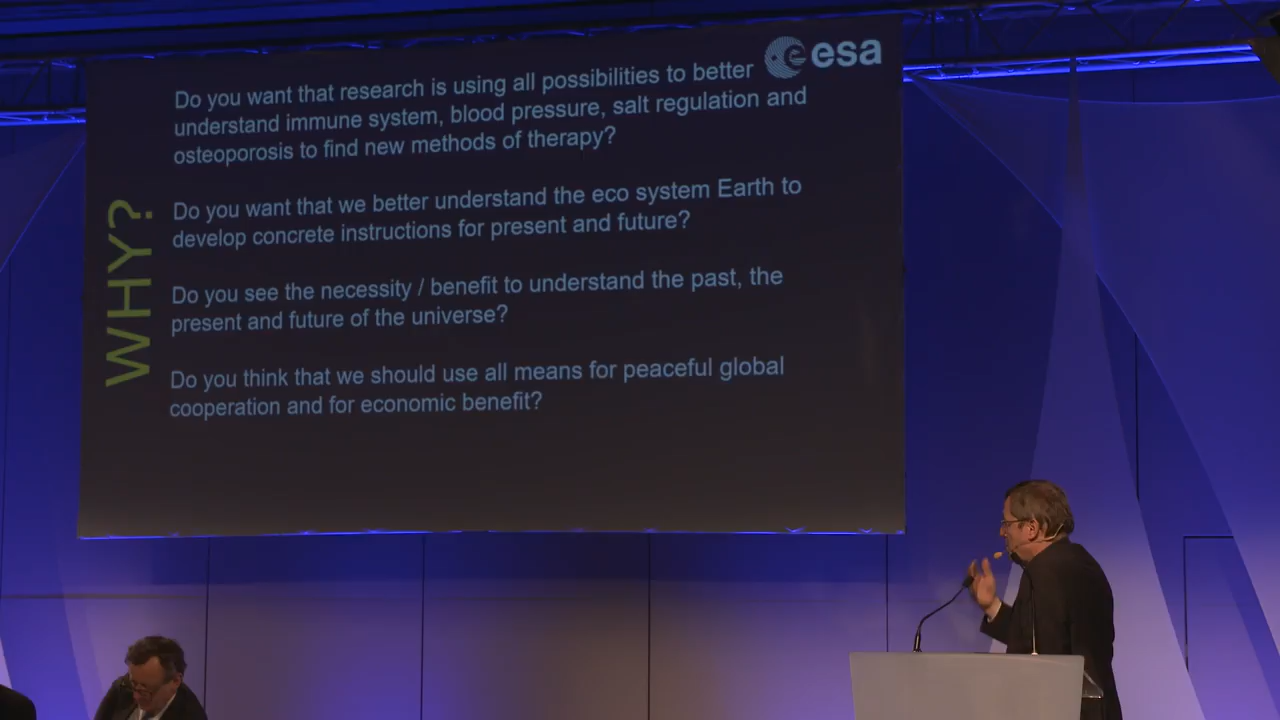 esa
Do you want that research is using all possibilities to better
understand immune system, blood pressure, salt regulation and
osteoporosis to find new methods of therapy?
Do you want that we better understand the eco system Earth to
develop concrete instructions for present and future?
Do you see the necessity / benefit to understand the past, the
present and future of the universe?
Do you think that we should use all means for peaceful global
cooperation and for economic benefit?
WHY?